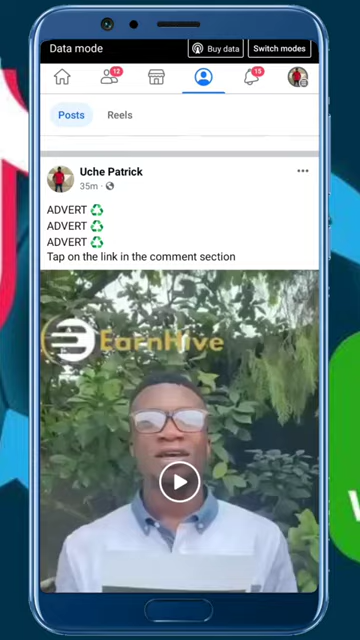 Data mode
Buy data
Switch modes
12
15
Posts
Reels
Uche Patrick
35m
ADVERT ♻️
ADVERT ♻️
ADVERT ♻️
Tap on the link in the comment section
EarnHive